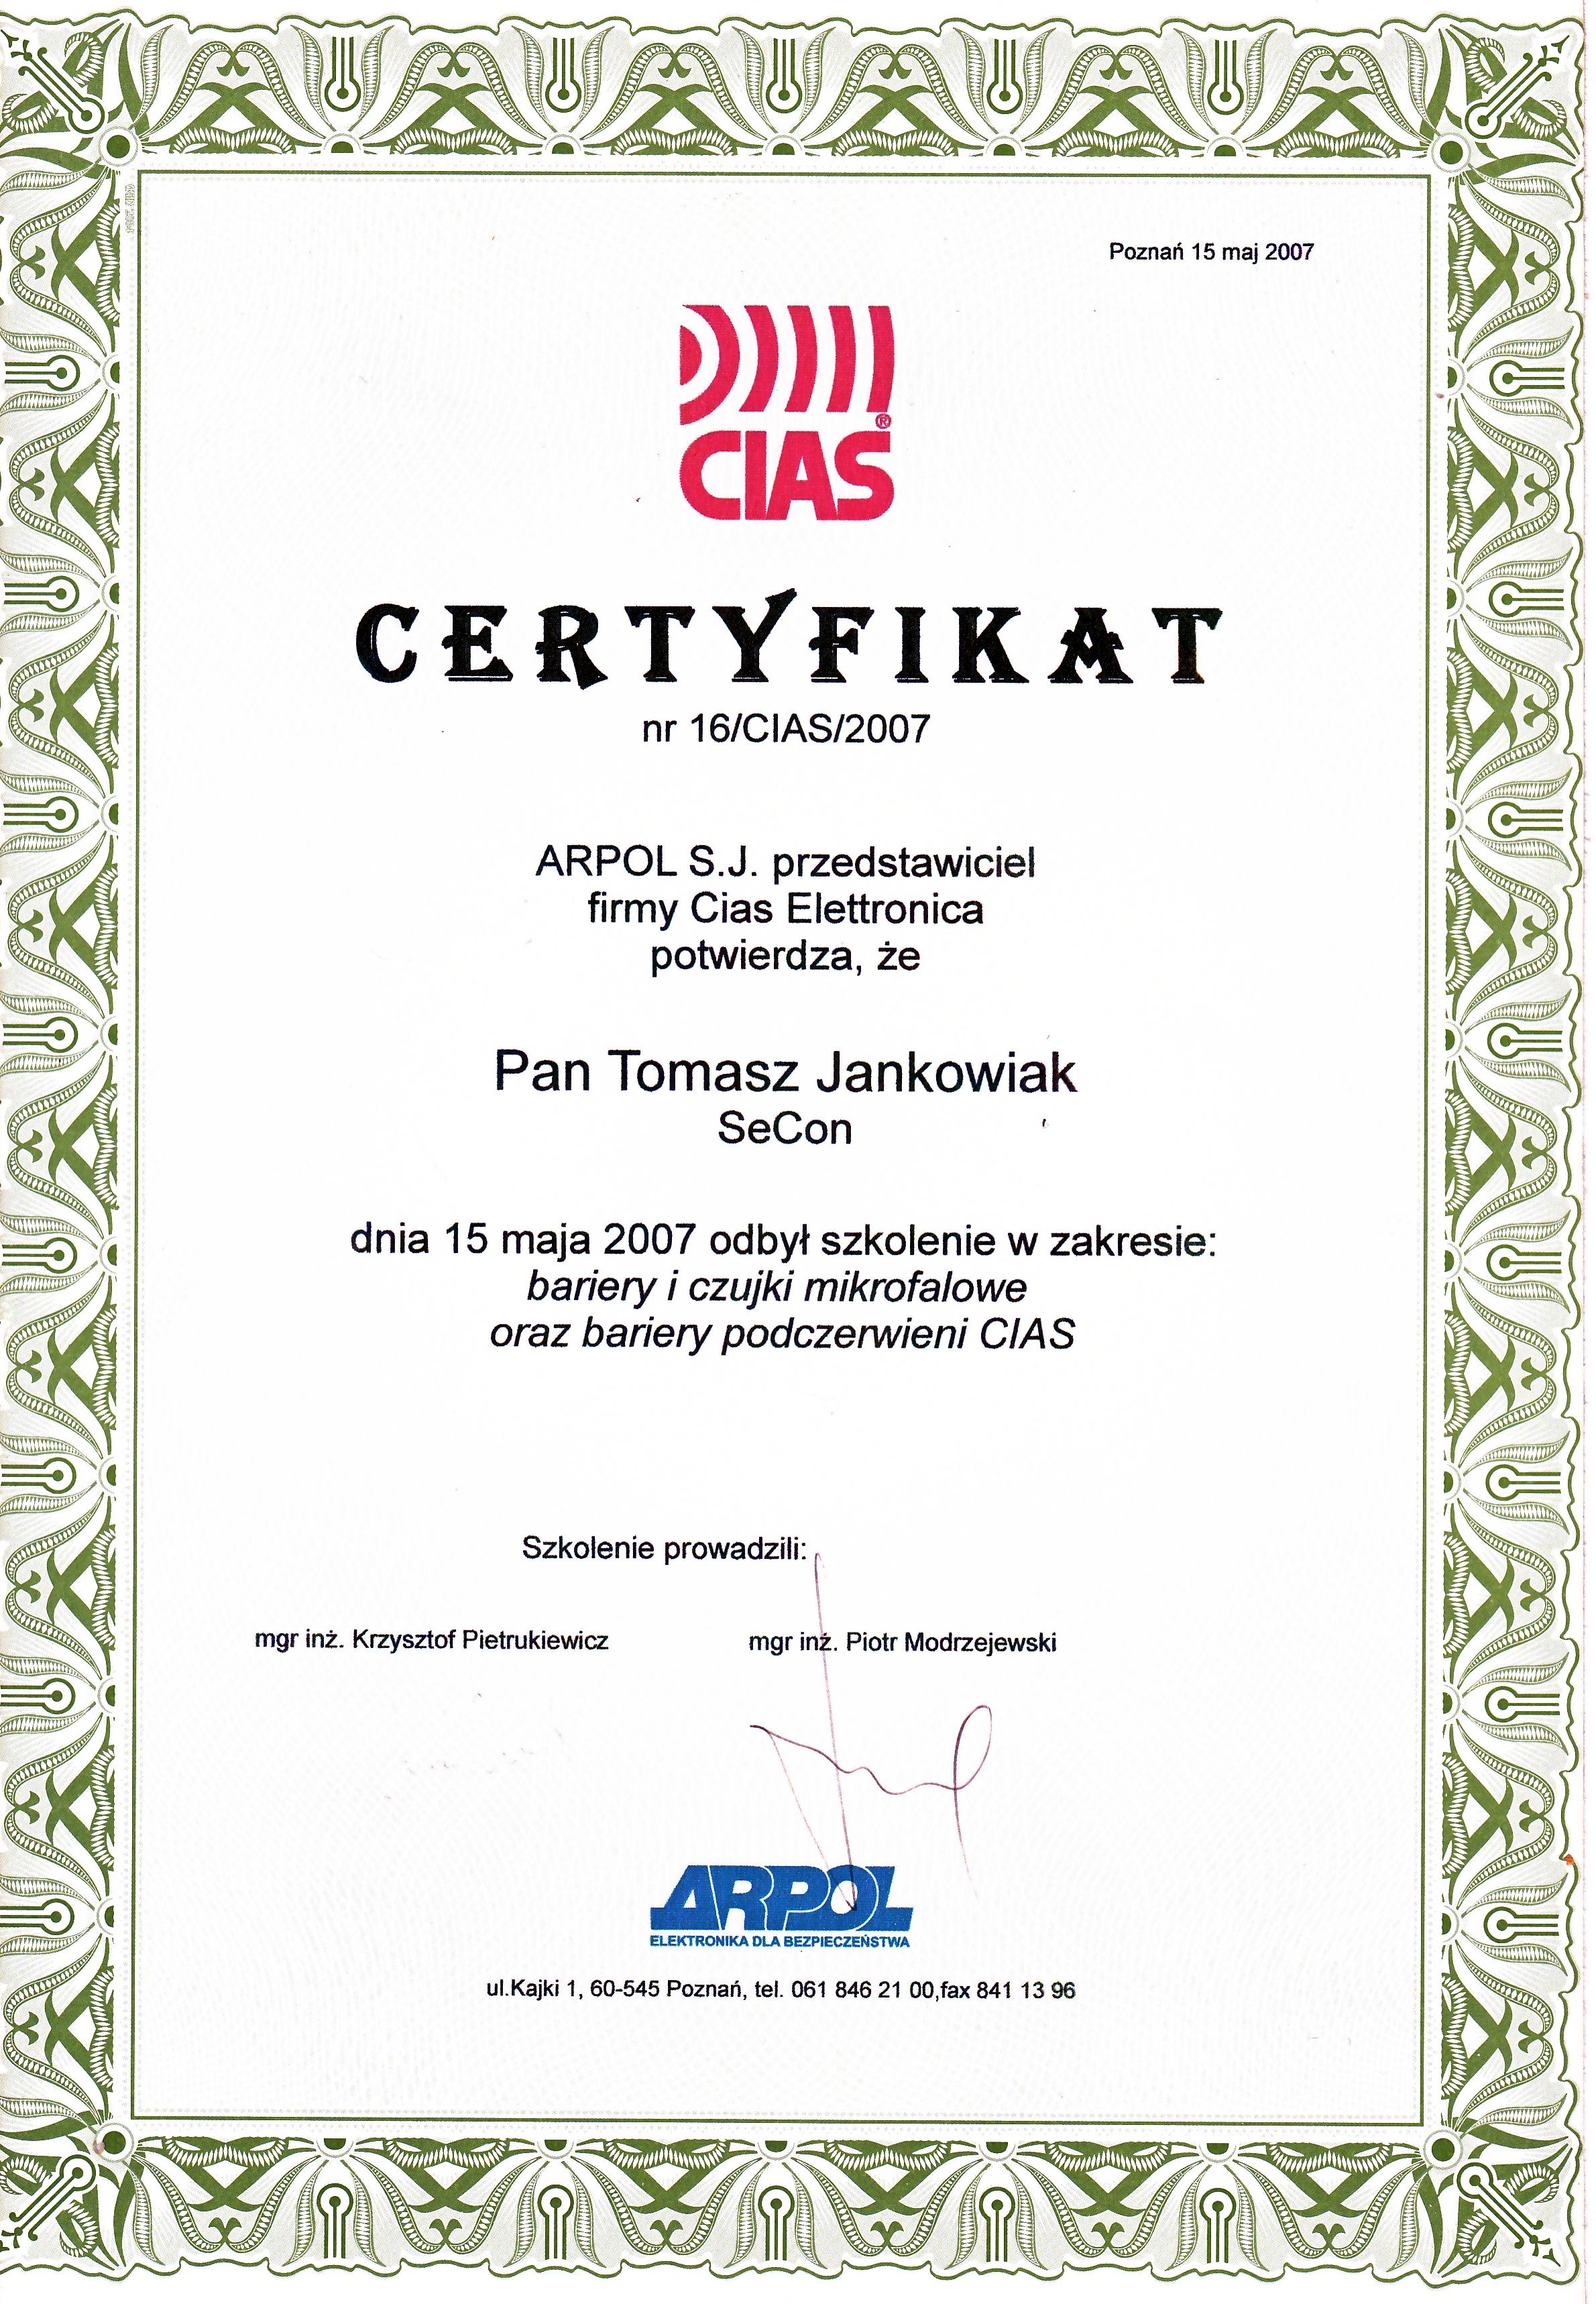 Poznań 15 maj 2007
CIAS®
CERTYFIKAT
nr 16/CIAS/2007
ARPOL S.J. przedstawiciel
firmy Cias Elettronica
potwierdza, że
Pan Tomasz Jankowiak
SeCon
dnia 15 maja 2007 odbył szkolenie w zakresie:
bariery i czujki mikrofalowe
oraz bariery podczerwieni CIAS
Szkolenie prowadzili:
mgr inż. Krzysztof Pietrukiewicz
mgr inż. Piotr Modrzejewski
ARPOL
ELEKTRONIKA DLA BEZPIECZEŃSTWA
ul.Kajki 1, 60-545 Poznań, tel. 061 846 21 00,fax 841 13 96